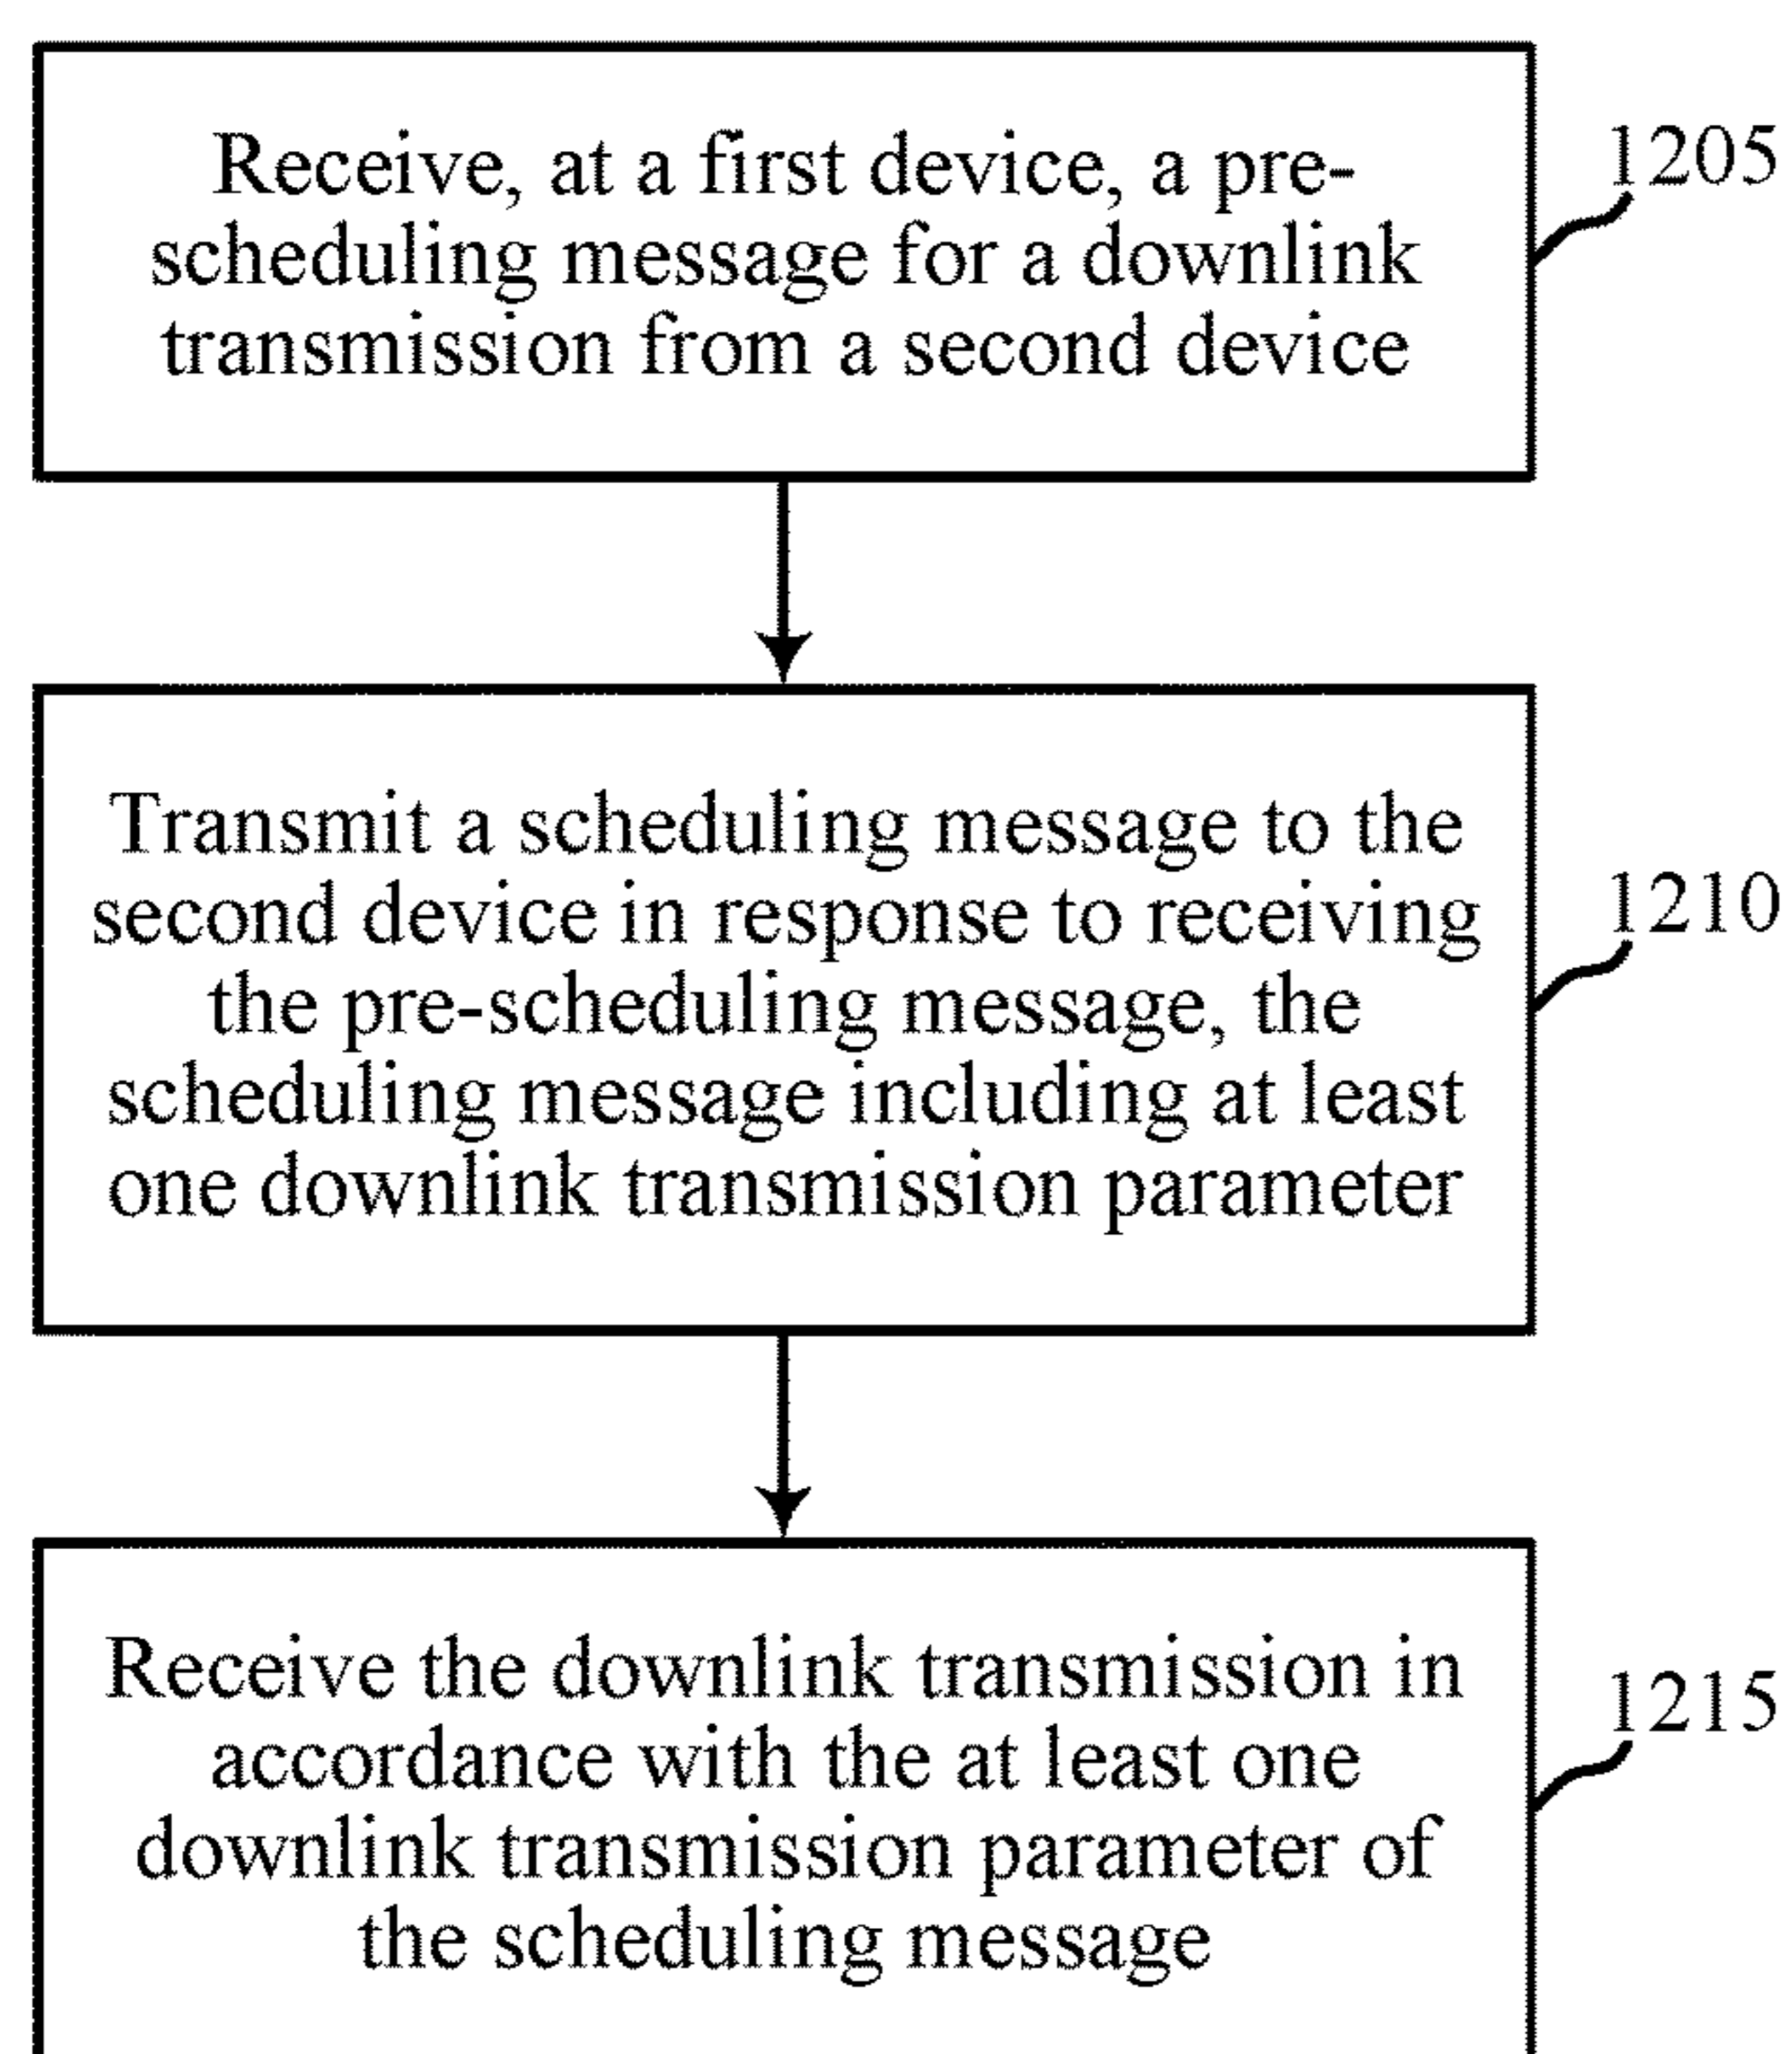 Receive, at a first device, a pre-
scheduling message for a downlink
transmission from a second device
1205
Transmit a scheduling message to the
second device in response to receiving
the pre-scheduling message, the
scheduling message including at least
one downlink transmission parameter
1210
Receive the downlink transmission in
accordance with the at least one
downlink transmission parameter of
the scheduling message
1215